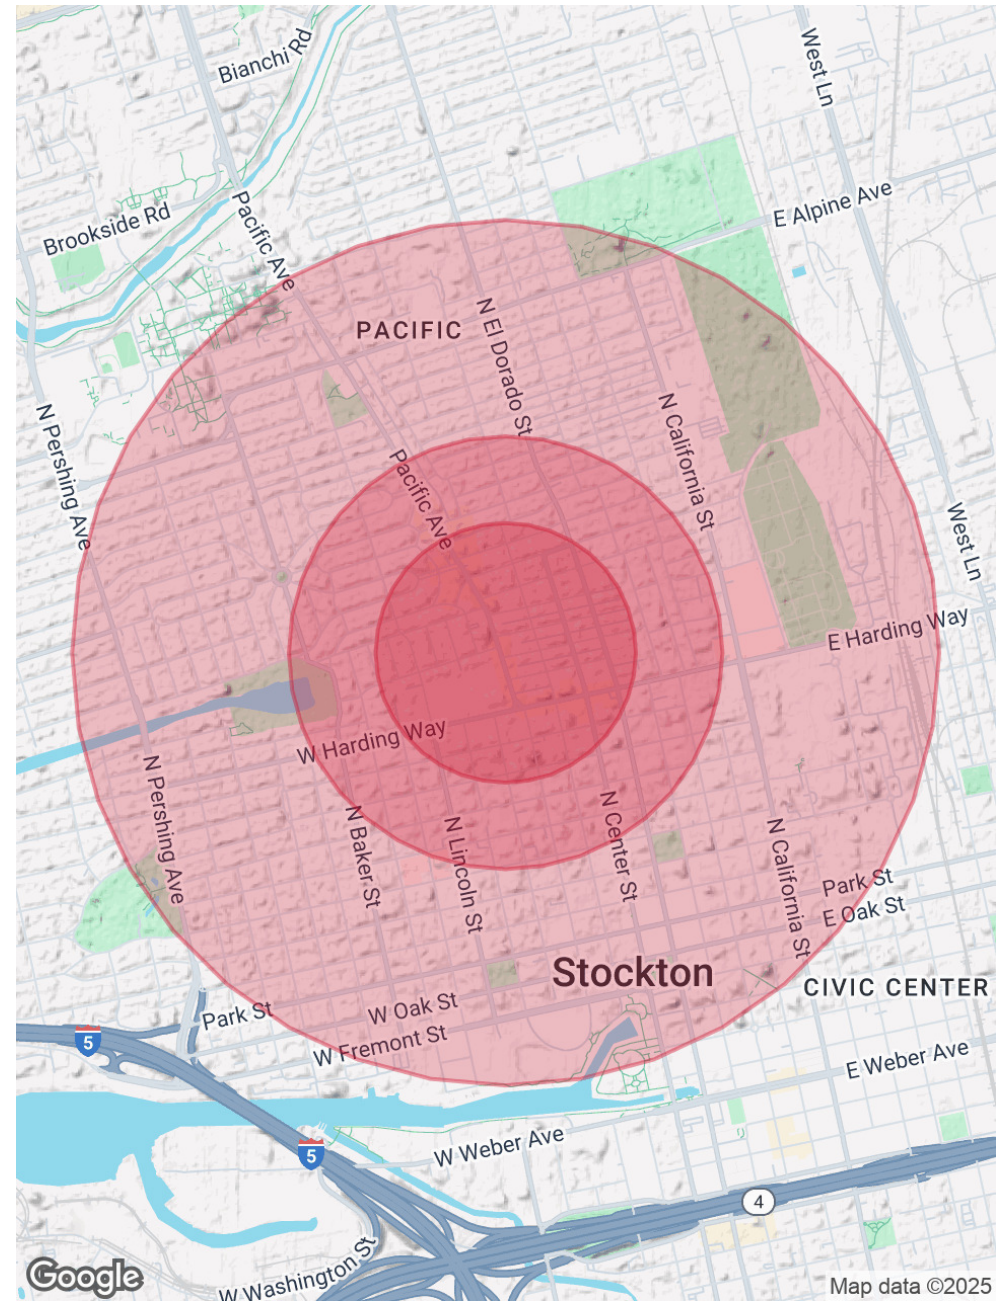 Bianchi Rd
West Ln
Brookside Rd
Pacific Ave
E Alpine Ave
PACIFIC
N El Dorado St
N Pershing Ave
N California St
Pacific Ave
West Ln
E Harding Way
W Harding Way
N Pershing Ave
N Baker St
N Lincoln St
N Center St
N California St
Park St
E Oak St
Stockton
CIVIC CENTER
Park St
W Oak St
W Fremont St
5
E Weber Ave
W Weber Ave
5
4
W Washington St
Google
Map data ©2025